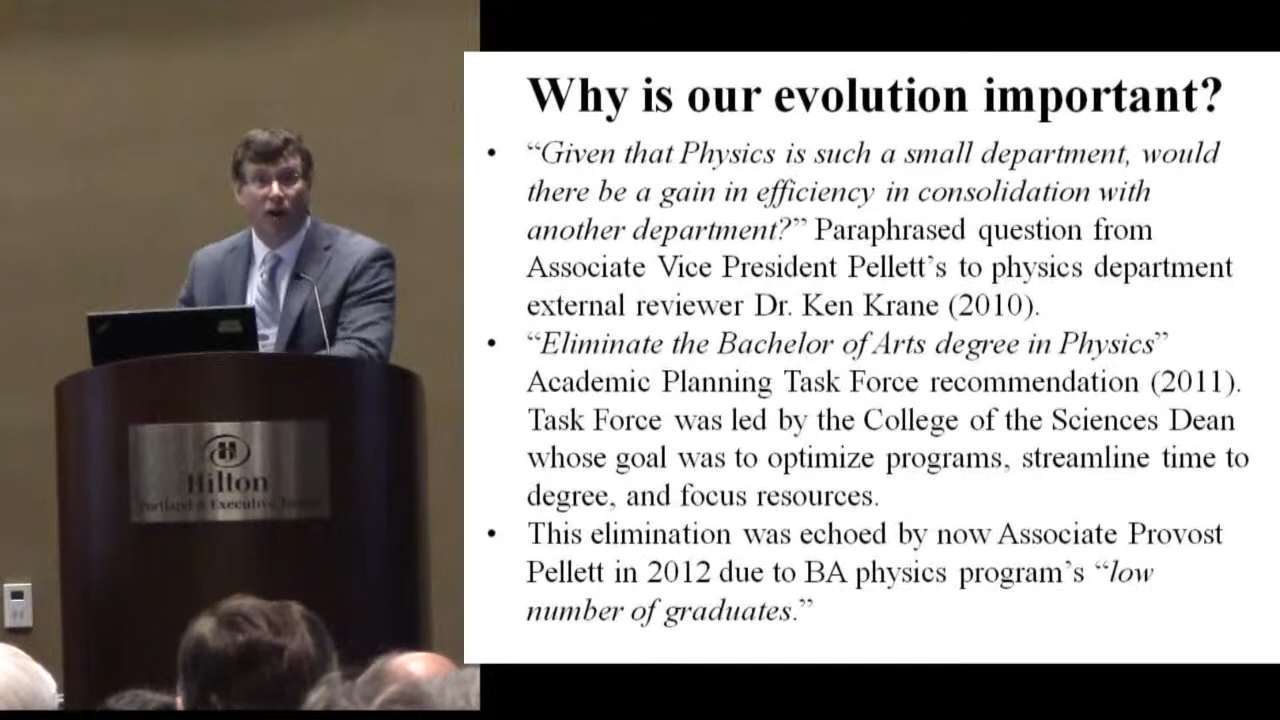 Why is our evolution important?
• “Given that Physics is such a small department, would
there be a gain in efficiency in consolidation with
another department?” Paraphrased question from
Associate Vice President Pellett’s to physics department
external reviewer Dr. Ken Krane (2010).
• “Eliminate the Bachelor of Arts degree in Physics”
Academic Planning Task Force recommendation (2011).
Task Force was led by the College of the Sciences Dean
whose goal was to optimize programs, streamline time to
degree, and focus resources.
• This elimination was echoed by now Associate Provost
Pellett in 2012 due to BA physics program’s “low
number of graduates.”
H
Hilton
Portland & Executive